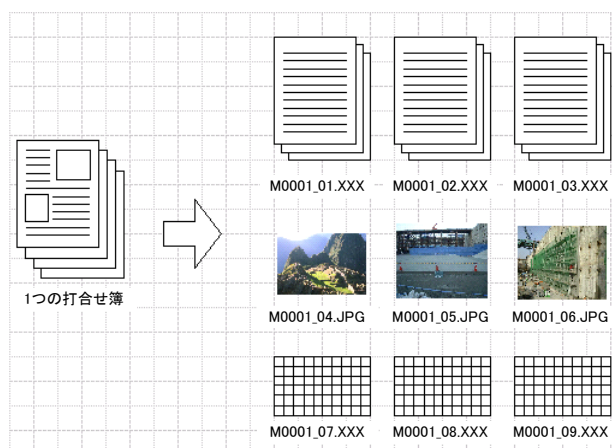 M0001_01.XXX
M0001_02.XXX
M0001_03.XXX
1つの打合せ簿
M0001_04.JPG
M0001_05.JPG
M0001_06.JPG
M0001_07.XXX
M0001_08.XXX
M0001_09.XXX